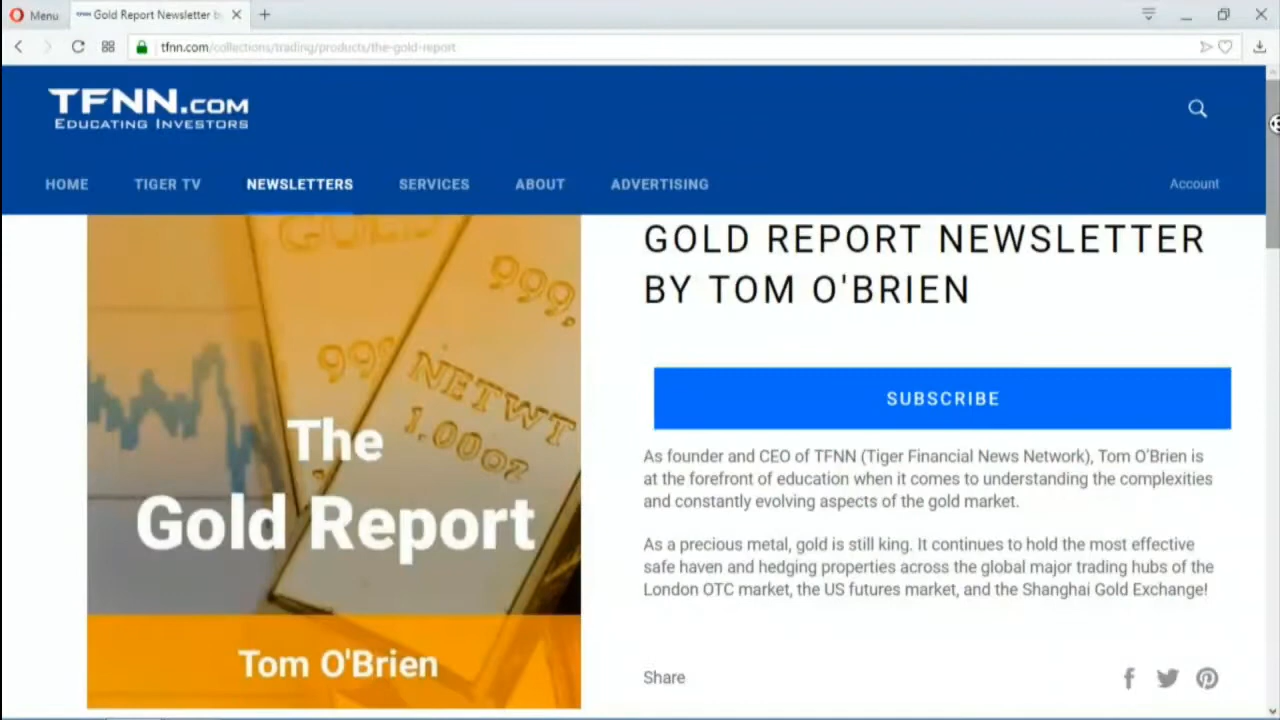 Menu
TFNN Gold Report Newsletter b
tfnn.com/collections/trading/products/the-gold-report
TFNN.COM
EDUCATING INVESTORS
HOME TIGER TV NEWSLETTERS SERVICES ABOUT ADVERTISING Account
GOLD
999,
999
NETWT
1.00OZ
The
Gold Report
Tom O'Brien
GOLD REPORT NEWSLETTER
BY TOM O'BRIEN
SUBSCRIBE
As founder and CEO of TFNN (Tiger Financial News Network), Tom O'Brien is
at the forefront of education when it comes to understanding the complexities
and constantly evolving aspects of the gold market.
As a precious metal, gold is still king. It continues to hold the most effective
safe haven and hedging properties across the global major trading hubs of the
London OTC market, the US futures market, and the Shanghai Gold Exchange!
Share